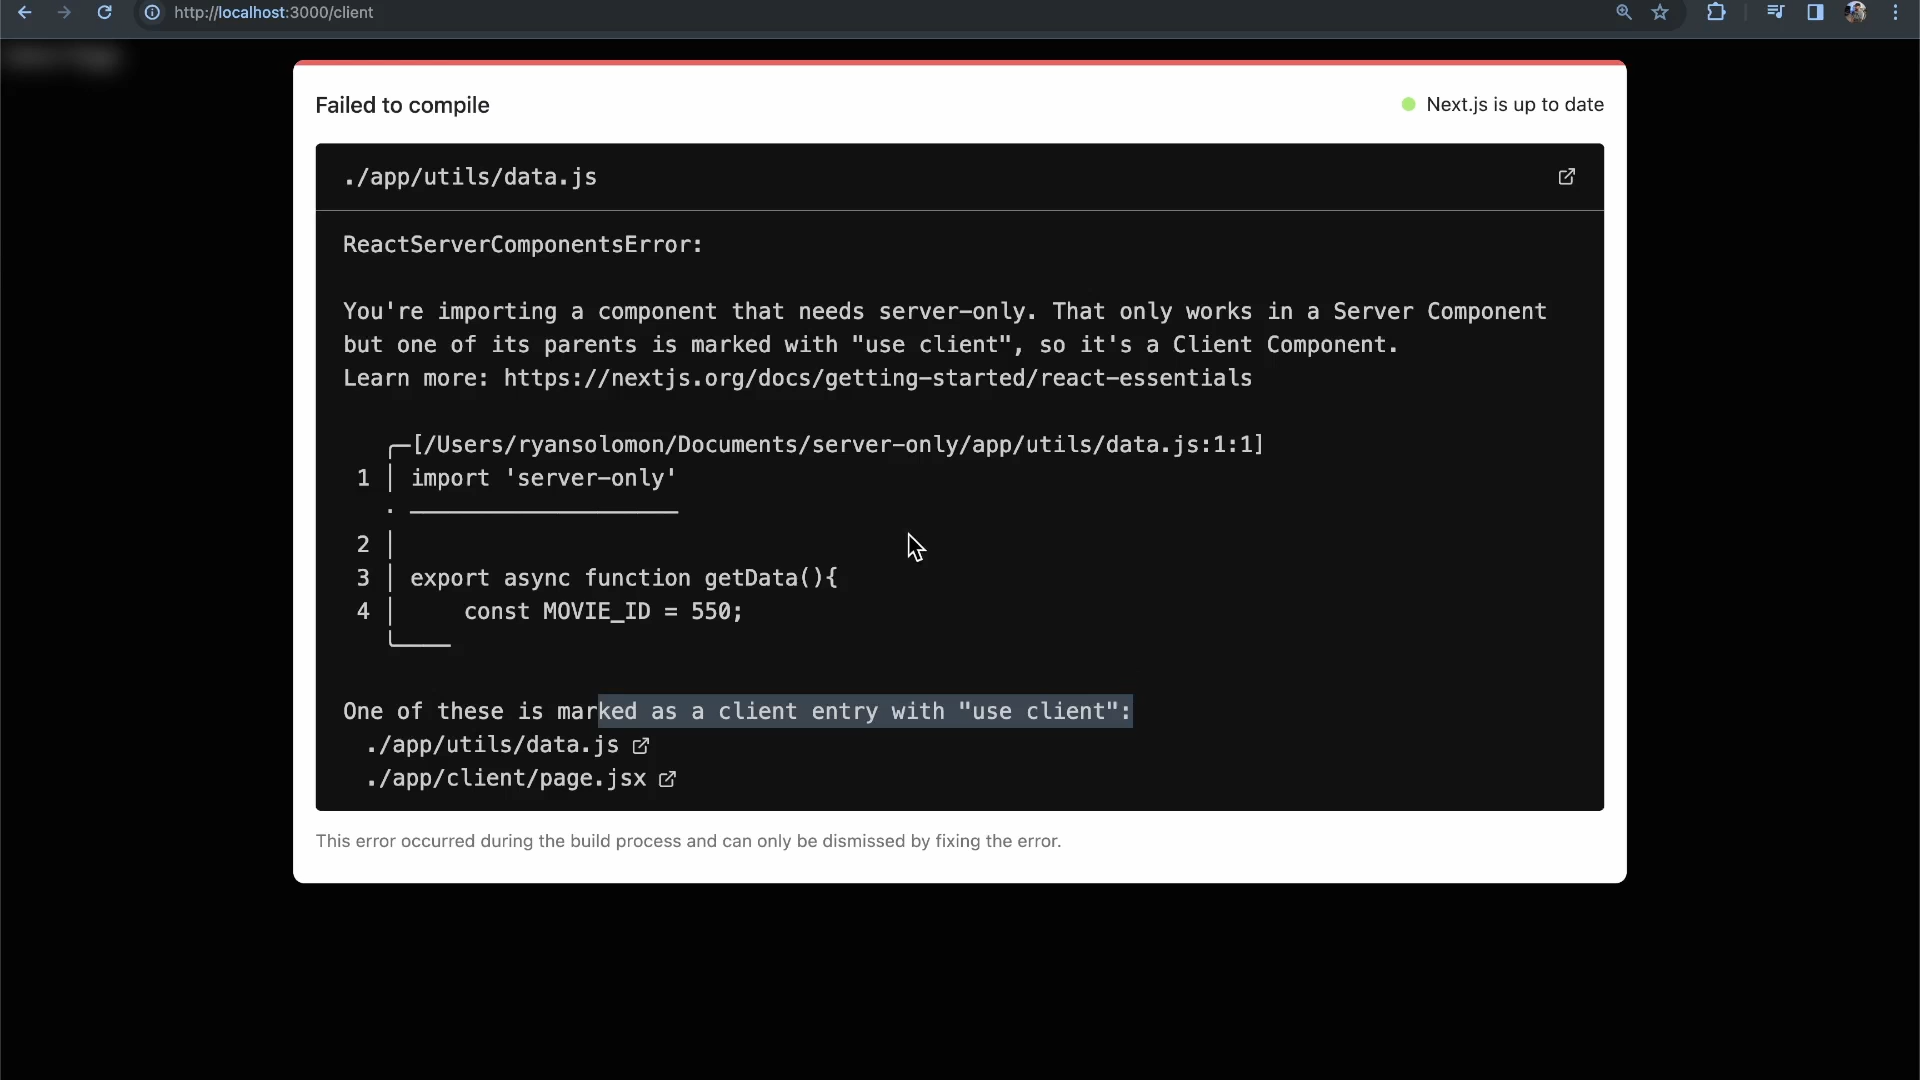 http://localhost:3000/client
Failed to compile
Next.js is up to date
./app/utils/data.js
ReactServerComponentsError:
You're importing a component that needs server-only. That only works in a Server Component
but one of its parents is marked with "use client", so it's a Client Component.
Learn more: https://nextjs.org/docs/getting-started/react-essentials
[/Users/ryansolomon/Documents/server-only/app/utils/data.js:1:1]
1 │ import 'server-only'
2 │
3 │ export async function getData(){
4 │ const MOVIE_ID = 550;
One of these is marked as a client entry with "use client":
./app/utils/data.js
./app/client/page.jsx
This error occurred during the build process and can only be dismissed by fixing the error.